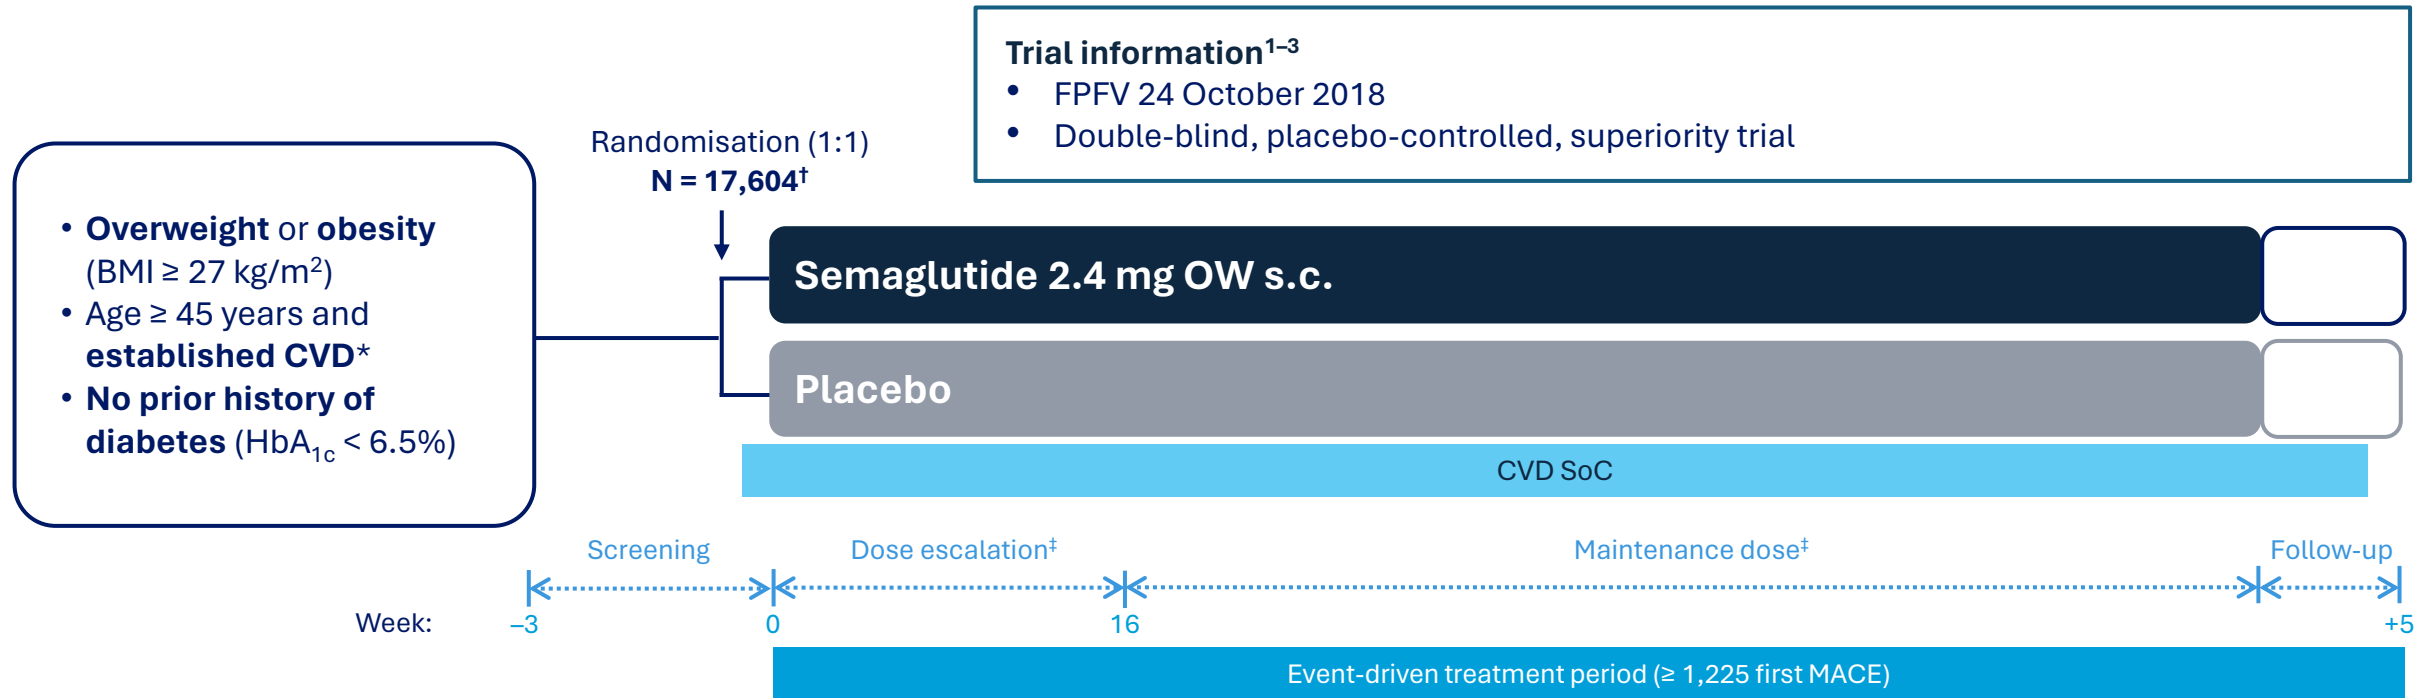 Trial information¹⁻³
• FPFV 24 October 2018
• Double-blind, placebo-controlled, superiority trial
Randomisation (1:1)
N = 17,604†
• Overweight or obesity
(BMI ≥ 27 kg/m²)
• Age ≥ 45 years and
established CVD*
• No prior history of
diabetes (HbA₁c < 6.5%)
Semaglutide 2.4 mg OW s.c.
Placebo
CVD SoC
Screening
Dose escalation‡
Maintenance dose‡
Follow-up
Week: –3 0 16 +5
Event-driven treatment period (≥ 1,225 first MACE)